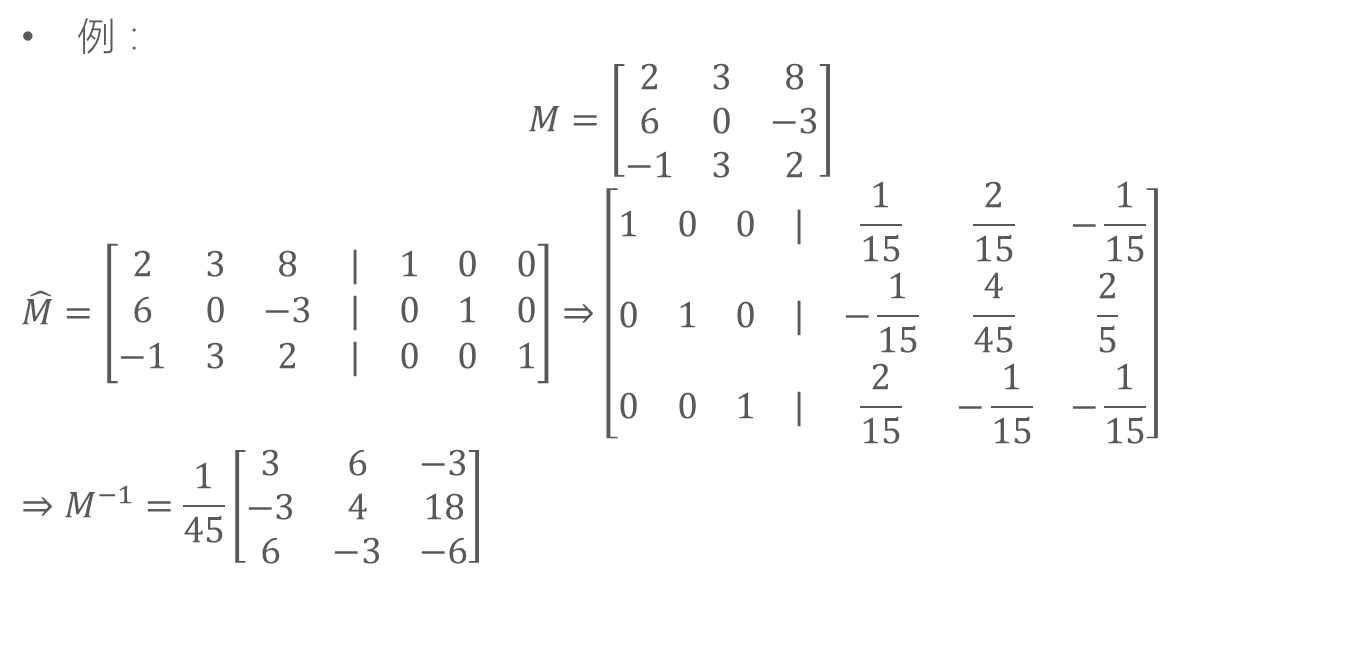 • 例：
M = [2 3 8
6 0 −3
−1 3 2]
M̂ = [2 3 8 | 1 0 0
6 0 −3 | 0 1 0
−1 3 2 | 0 0 1] ⇒ [1 0 0 | 1/15 2/15 −1/15
0 1 0 | −1/15 4/45 2/5
0 0 1 | 2/15 −1/15 −1/15]
⇒ M⁻¹ = 1/45 [3 6 −3
−3 4 18
6 −3 −6]